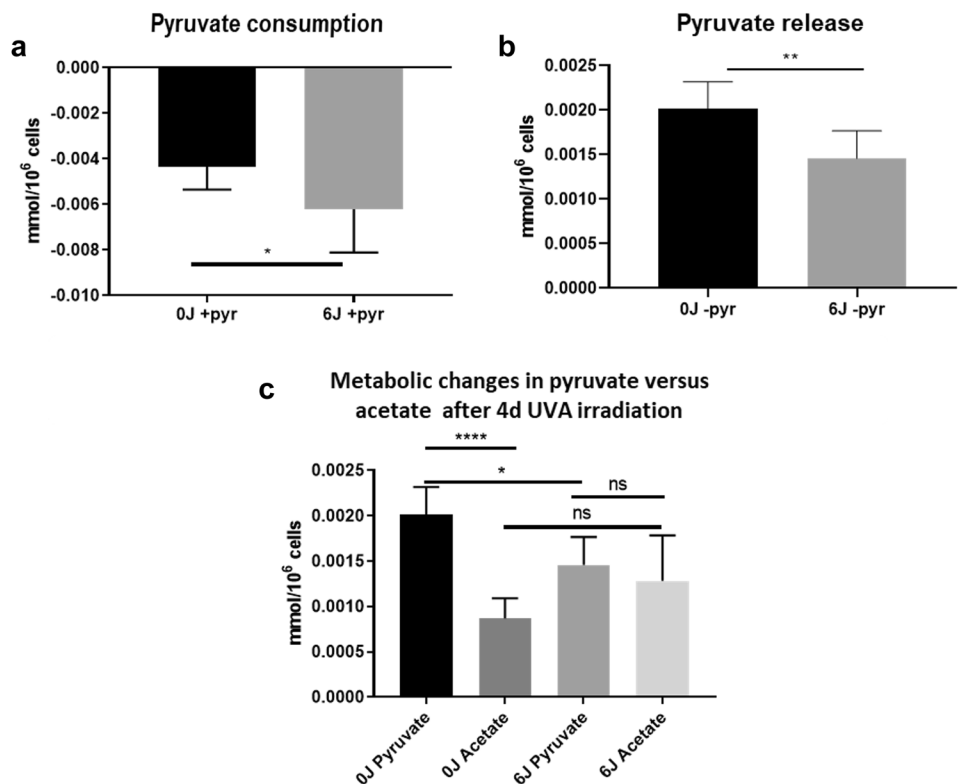 a
Pyruvate consumption
mmol/10⁶ cells
0.000
-0.002
-0.004
-0.006
-0.008
-0.010
*
0J +pyr
6J +pyr
b
Pyruvate release
mmol/10⁶ cells
0.0025
0.0020
0.0015
0.0010
0.0005
0.0000
**
0J -pyr
6J -pyr
c
Metabolic changes in pyruvate versus
acetate after 4d UVA irradiation
mmol/10⁶ cells
0.0025
0.0020
0.0015
0.0010
0.0005
0.0000
****
*
ns
ns
0J Pyruvate
0J Acetate
6J Pyruvate
6J Acetate